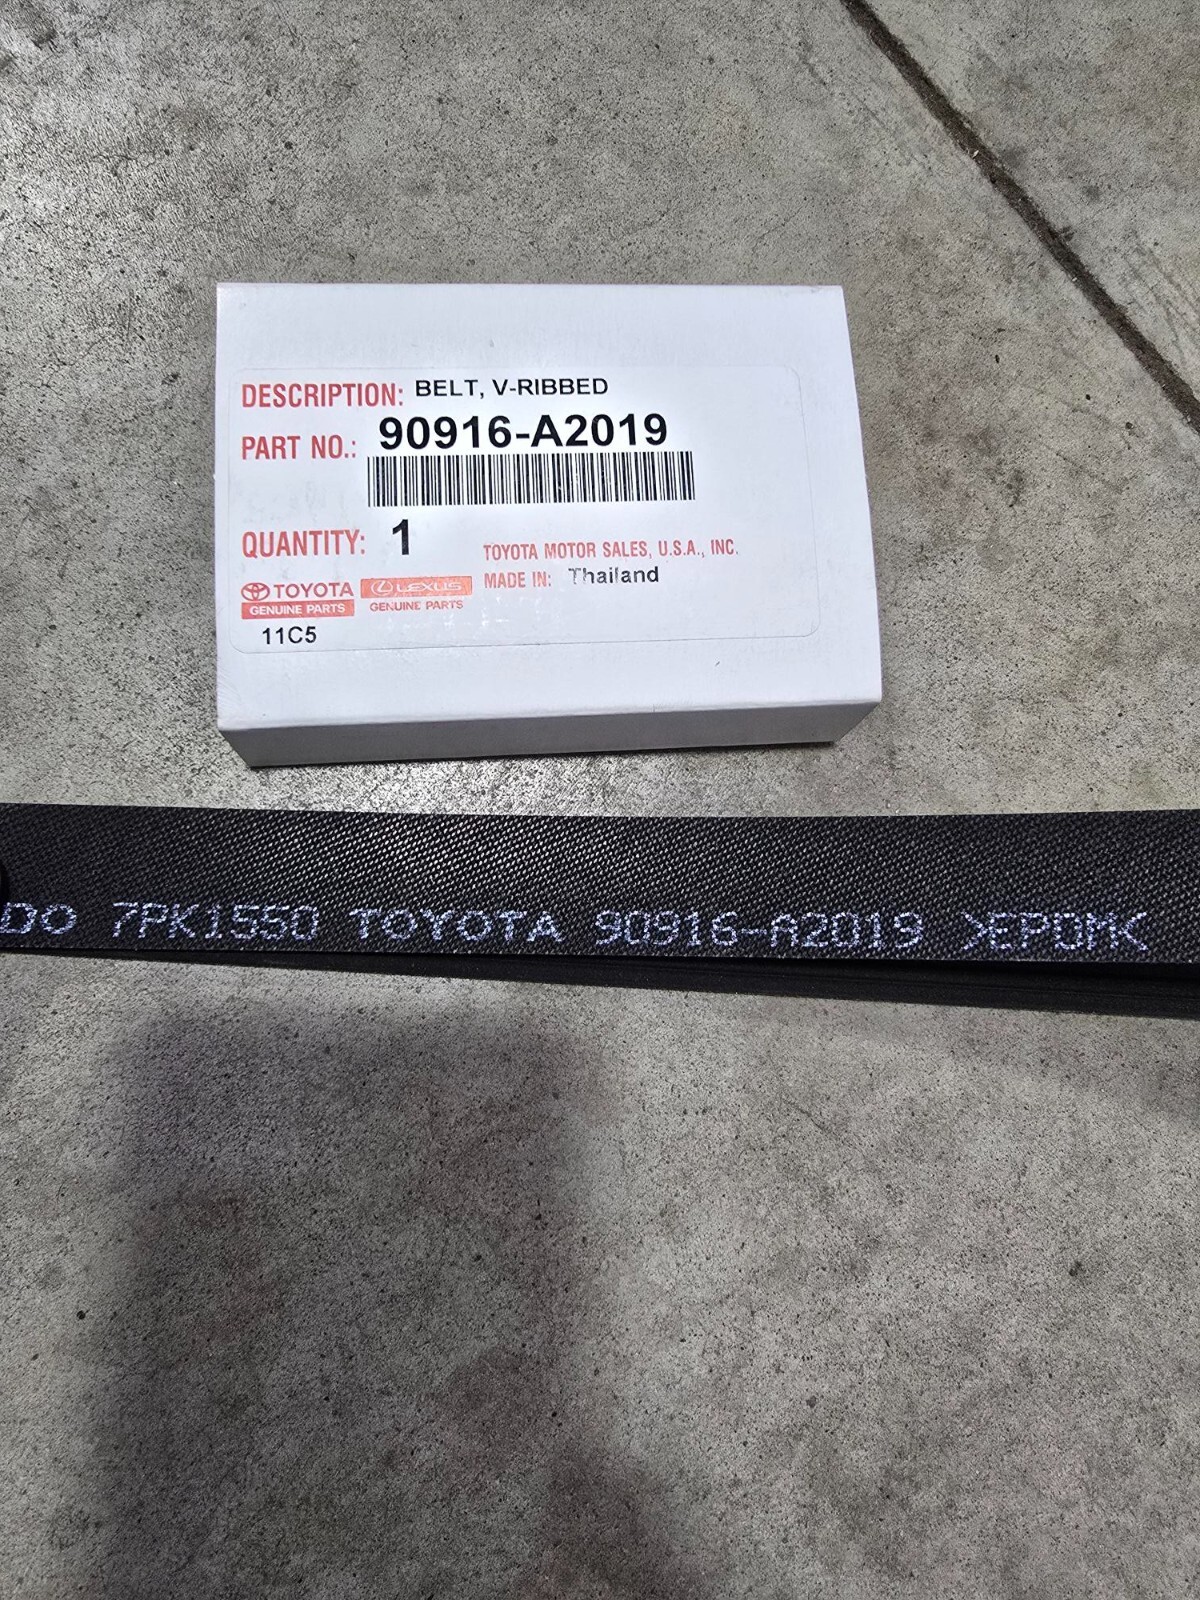 DESCRIPTION: BELT, V-RIBBED
PART NO.: 90916-A2019
QUANTITY: 1
TOYOTA MOTOR SALES, U.S.A., INC.
MADE IN: Thailand
TOYOTA
GENUINE PARTS
LEXUS
GENUINE PARTS
11C5
DO 7PK1550 TOYOTA 90916-A2019 >EPDM<